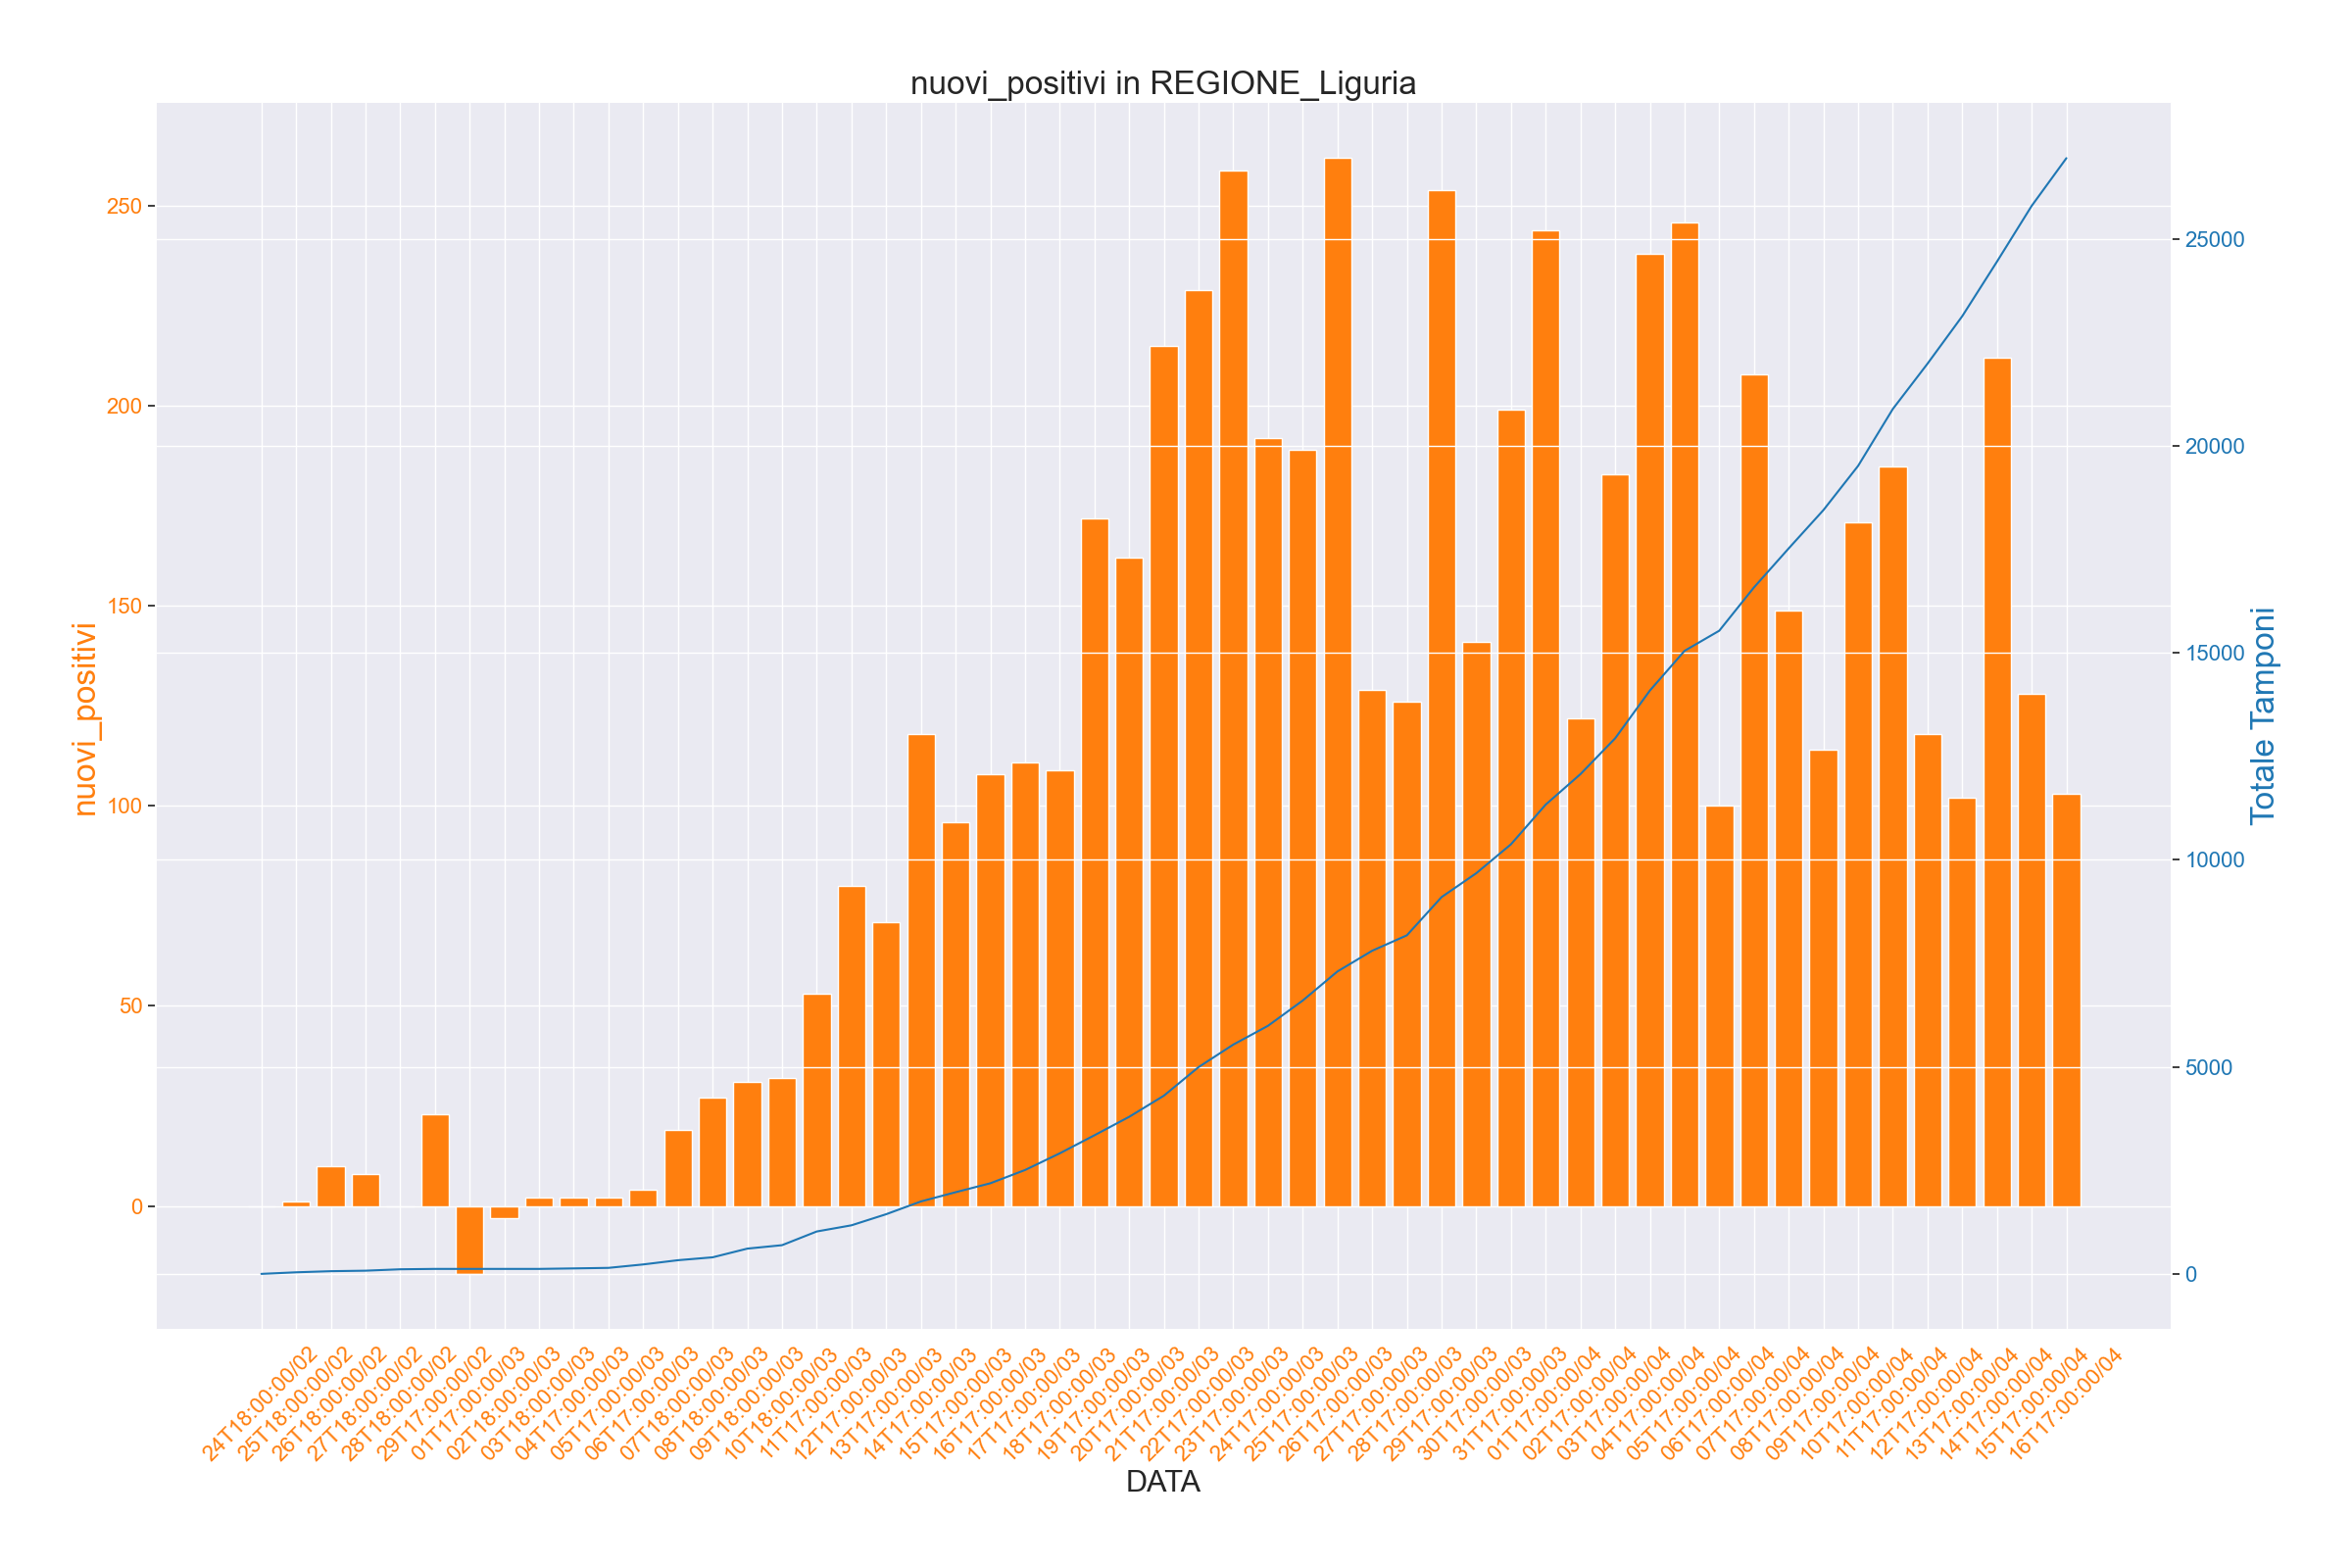 nuovi_positivi in REGIONE_Liguria
250
200
150
100
50
0
nuovi_positivi
25000
20000
15000
10000
5000
0
Totale Tamponi
24T18:00:00/02
25T18:00:00/02
26T18:00:00/02
27T18:00:00/02
28T18:00:00/02
29T17:00:00/02
01T17:00:00/03
02T18:00:00/03
03T18:00:00/03
04T17:00:00/03
05T17:00:00/03
06T17:00:00/03
07T18:00:00/03
08T18:00:00/03
09T18:00:00/03
10T18:00:00/03
11T17:00:00/03
12T17:00:00/03
13T17:00:00/03
14T17:00:00/03
15T17:00:00/03
16T17:00:00/03
17T17:00:00/03
18T17:00:00/03
19T17:00:00/03
20T17:00:00/03
21T17:00:00/03
22T17:00:00/03
23T17:00:00/03
24T17:00:00/03
25T17:00:00/03
26T17:00:00/03
27T17:00:00/03
28T17:00:00/03
29T17:00:00/03
30T17:00:00/03
31T17:00:00/03
01T17:00:00/04
02T17:00:00/04
03T17:00:00/04
04T17:00:00/04
05T17:00:00/04
06T17:00:00/04
07T17:00:00/04
08T17:00:00/04
09T17:00:00/04
10T17:00:00/04
11T17:00:00/04
12T17:00:00/04
13T17:00:00/04
14T17:00:00/04
15T17:00:00/04
16T17:00:00/04
DATA